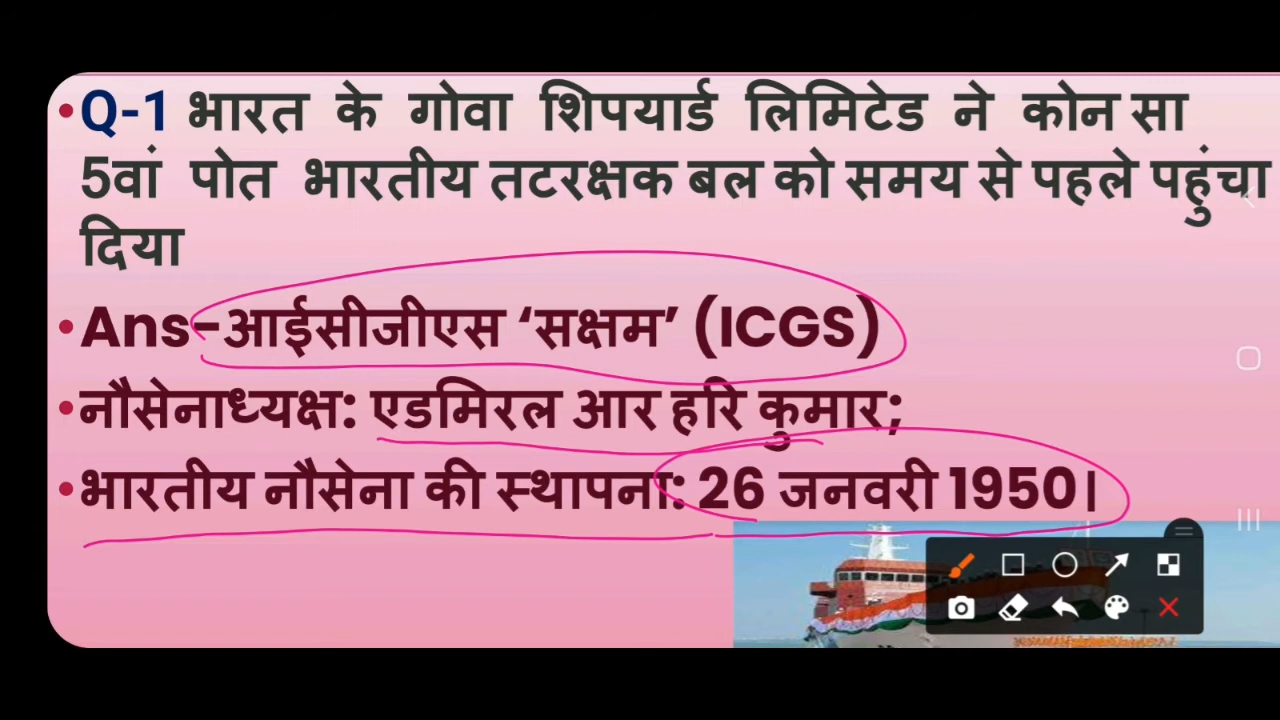 •Q-1 भारत के गोवा शिपयार्ड लिमिटेड ने कोन सा
5वां पोत भारतीय तटरक्षक बल को समय से पहले पहुंचा
दिया
•Ans-आईसीजीएस ‘सक्षम’ (ICGS)
•नौसेनाध्यक्ष: एडमिरल आर हरि कुमार;
•भारतीय नौसेना की स्थापना: 26 जनवरी 1950।